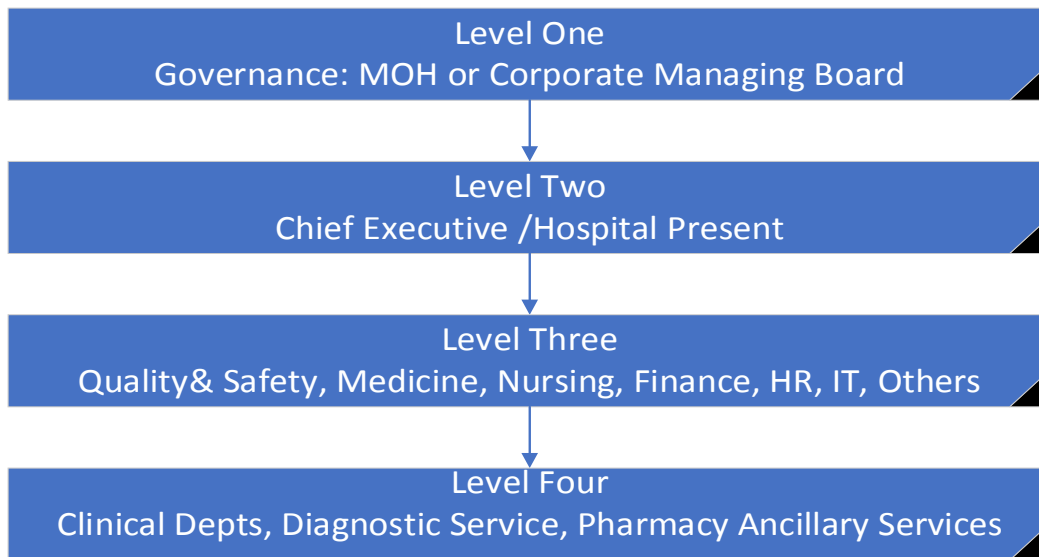 Level One
Governance: MOH or Corporate Managing Board
Level Two
Chief Executive /Hospital Present
Level Three
Quality& Safety, Medicine, Nursing, Finance, HR, IT, Others
Level Four
Clinical Depts, Diagnostic Service, Pharmacy Ancillary Services